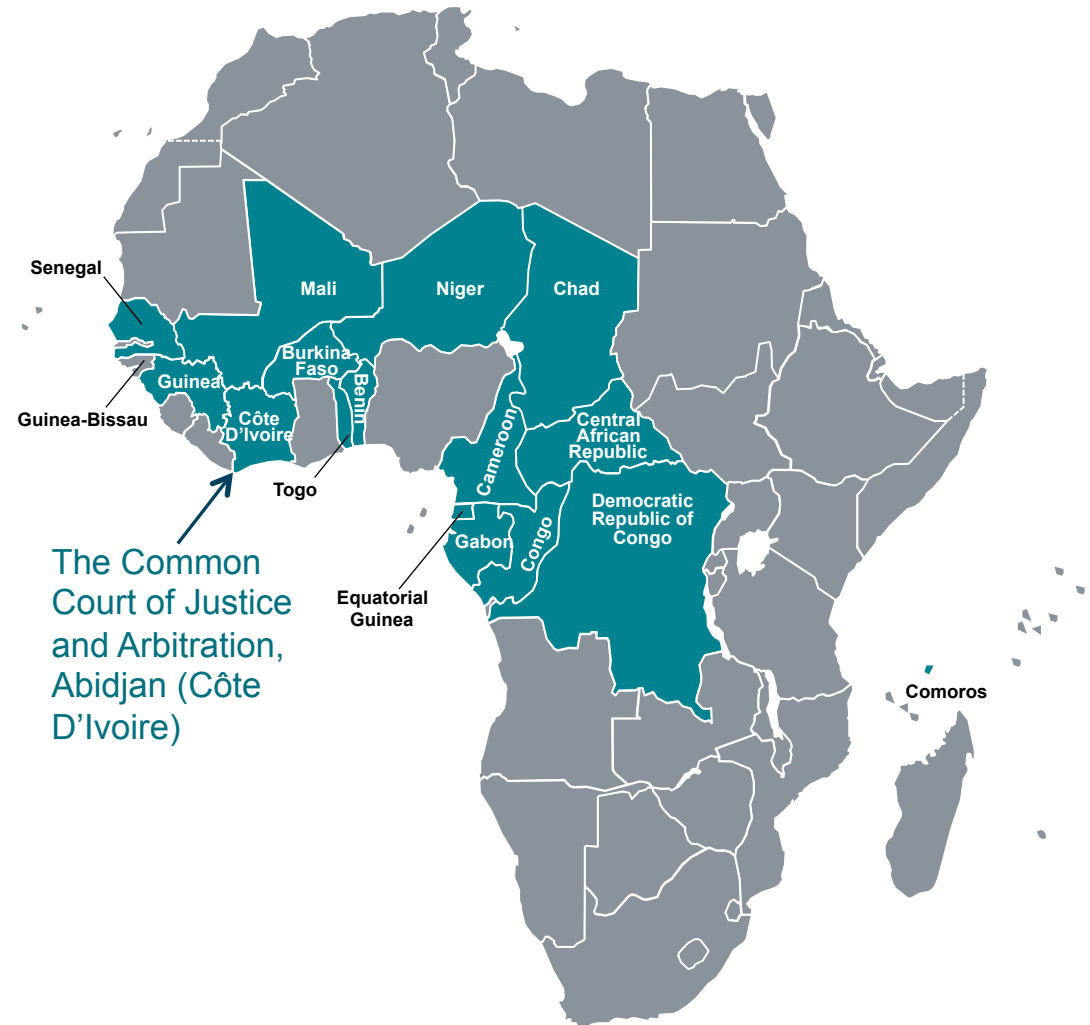 Senegal
Mali
Niger
Chad
Burkina
Faso
Benin
Guinea
Guinea-Bissau
Côte
D'Ivoire
Togo
Cameroon
Central
African
Republic
Democratic
Republic of
Congo
Gabon
Congo
Equatorial
Guinea
The Common
Court of Justice
and Arbitration,
Abidjan (Côte
D'Ivoire)
Comoros